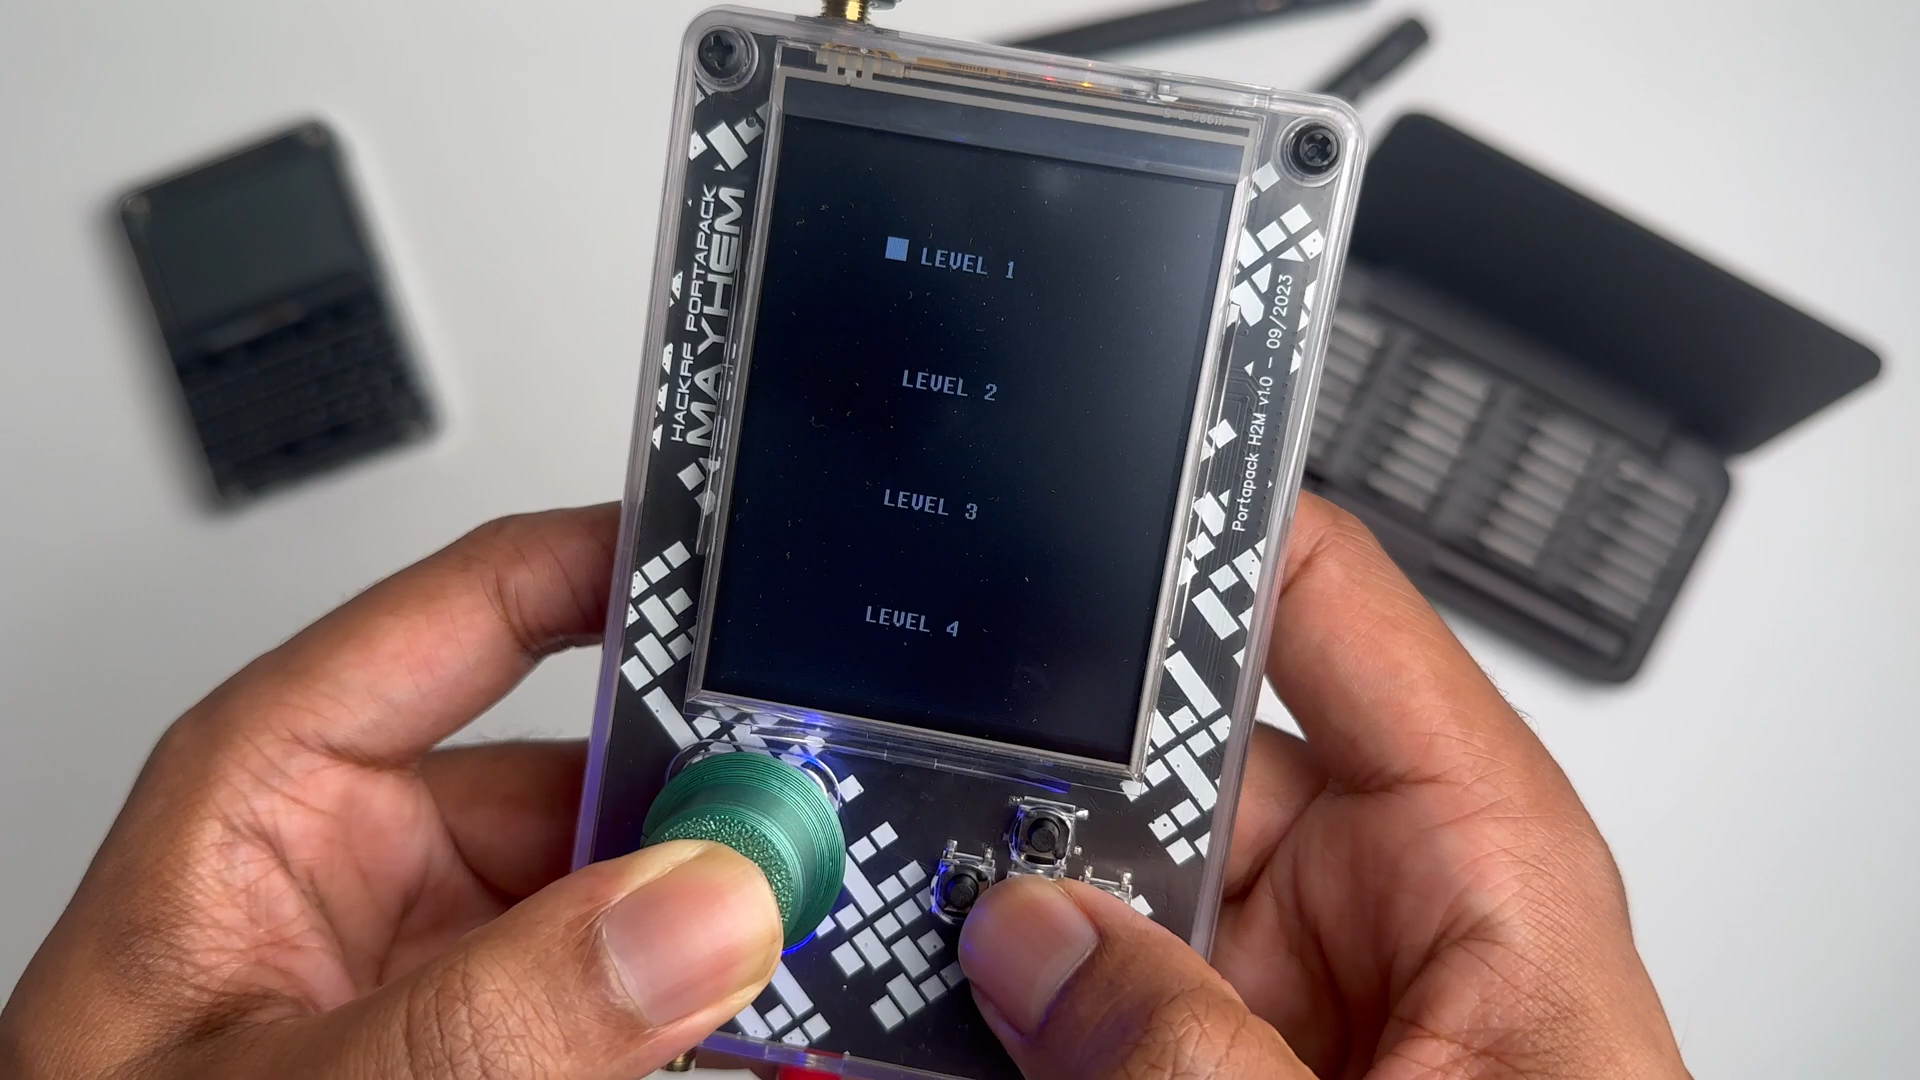 HACKRF PORTAPACK
MAYHEM
LEVEL 1
LEVEL 2
LEVEL 3
LEVEL 4
Portapack H2M v1.0 - 09/2023